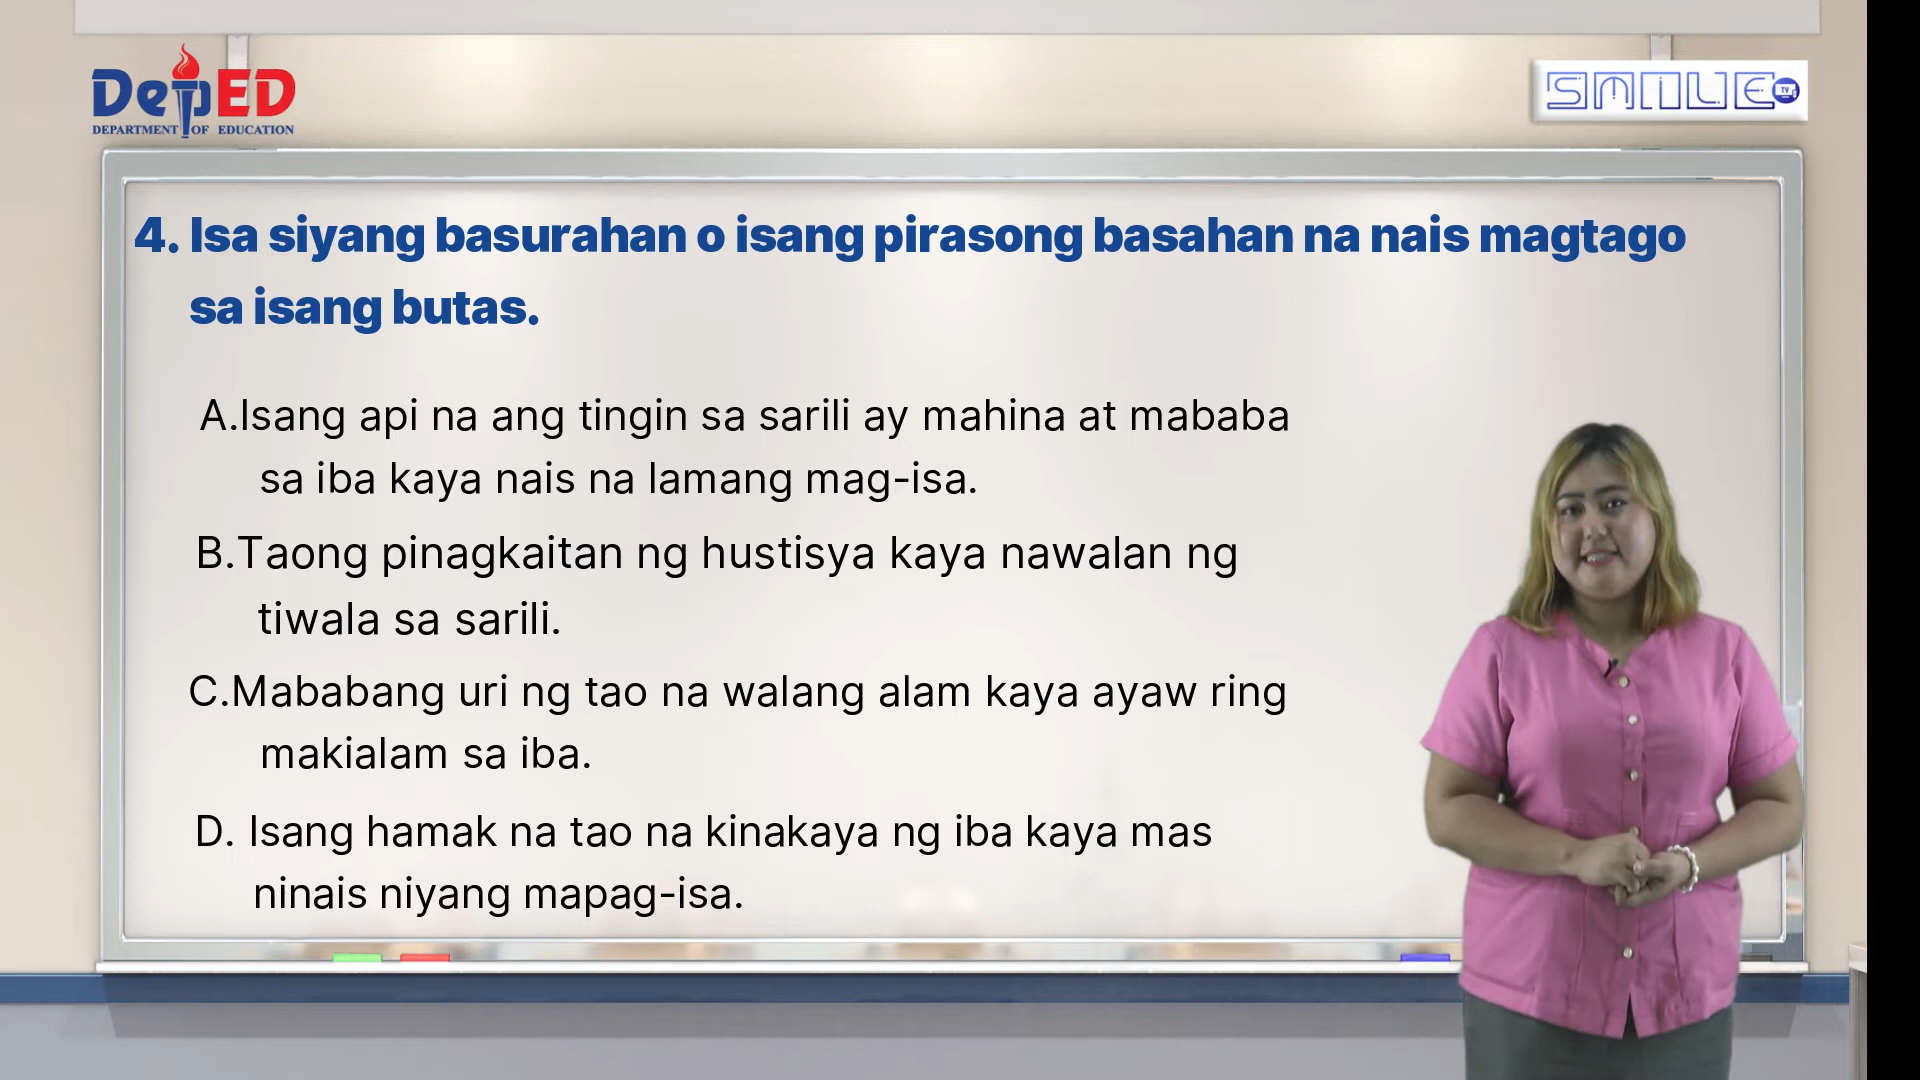 DepED
DEPARTMENT OF EDUCATION
SMILE TV
4. Isa siyang basurahan o isang pirasong basahan na nais magtago
sa isang butas.
A.Isang api na ang tingin sa sarili ay mahina at mababa
sa iba kaya nais na lamang mag-isa.
B.Taong pinagkaitan ng hustisya kaya nawalan ng
tiwala sa sarili.
C.Mababang uri ng tao na walang alam kaya ayaw ring
makialam sa iba.
D. Isang hamak na tao na kinakaya ng iba kaya mas
ninais niyang mapag-isa.